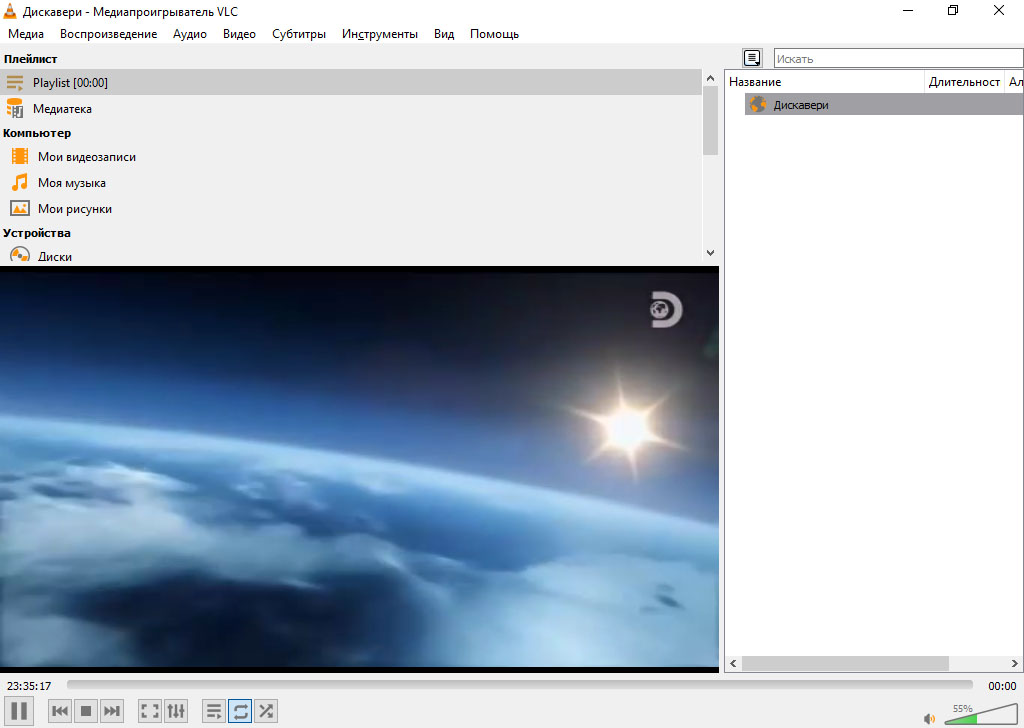 Дискавери - Медиапроигрыватель VLC
Медиа Воспроизведение Аудио Видео Субтитры Инструменты Вид Помощь
Плейлист
Playlist [00:00]
Медиатека
Компьютер
Мои видеозаписи
Моя музыка
Мои рисунки
Устройства
Диски
Искать
Название Длительност Ал
Дискавери
23:35:17 00:00
55%